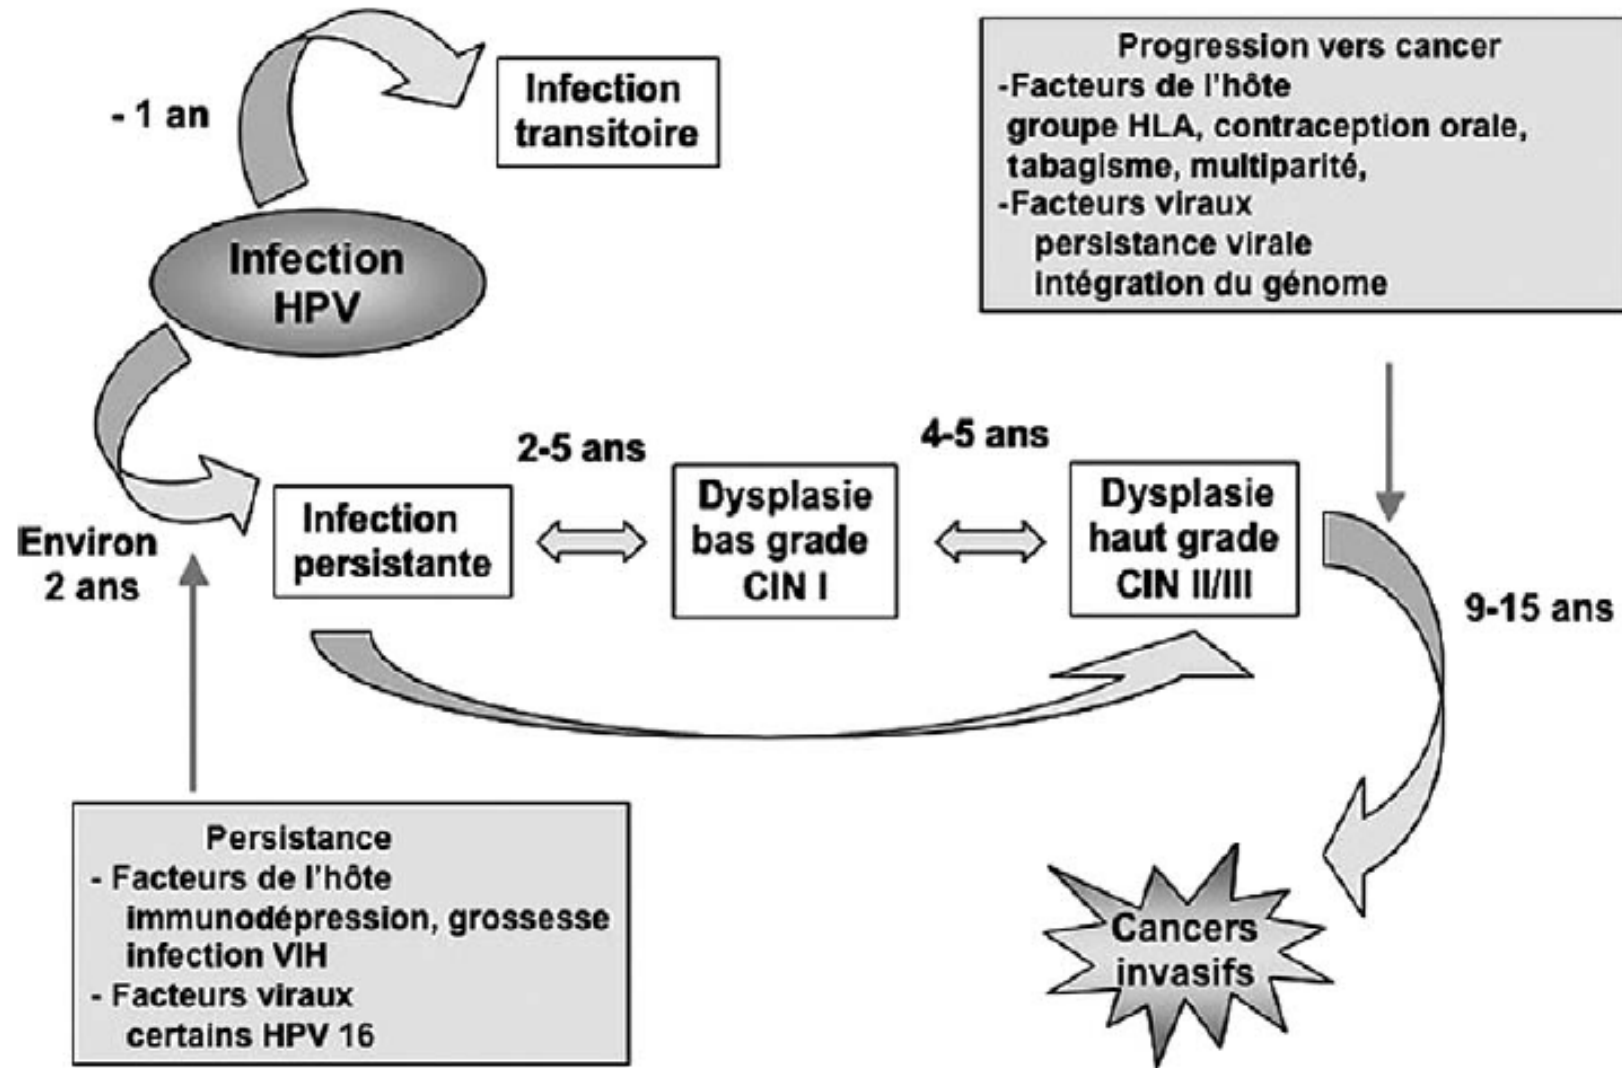 - 1 an
Infection
transitoire
Infection
HPV
Progression vers cancer
-Facteurs de l'hôte
groupe HLA, contraception orale,
tabagisme, multiparité,
-Facteurs viraux
persistance virale
Intégration du génome
Environ
2 ans
Infection
persistante
2-5 ans
Dysplasie
bas grade
CIN I
4-5 ans
Dysplasie
haut grade
CIN II/III
9-15 ans
Persistance
- Facteurs de l'hôte
immunodépression, grossesse
infection VIH
- Facteurs viraux
certains HPV 16
Cancers
invasifs